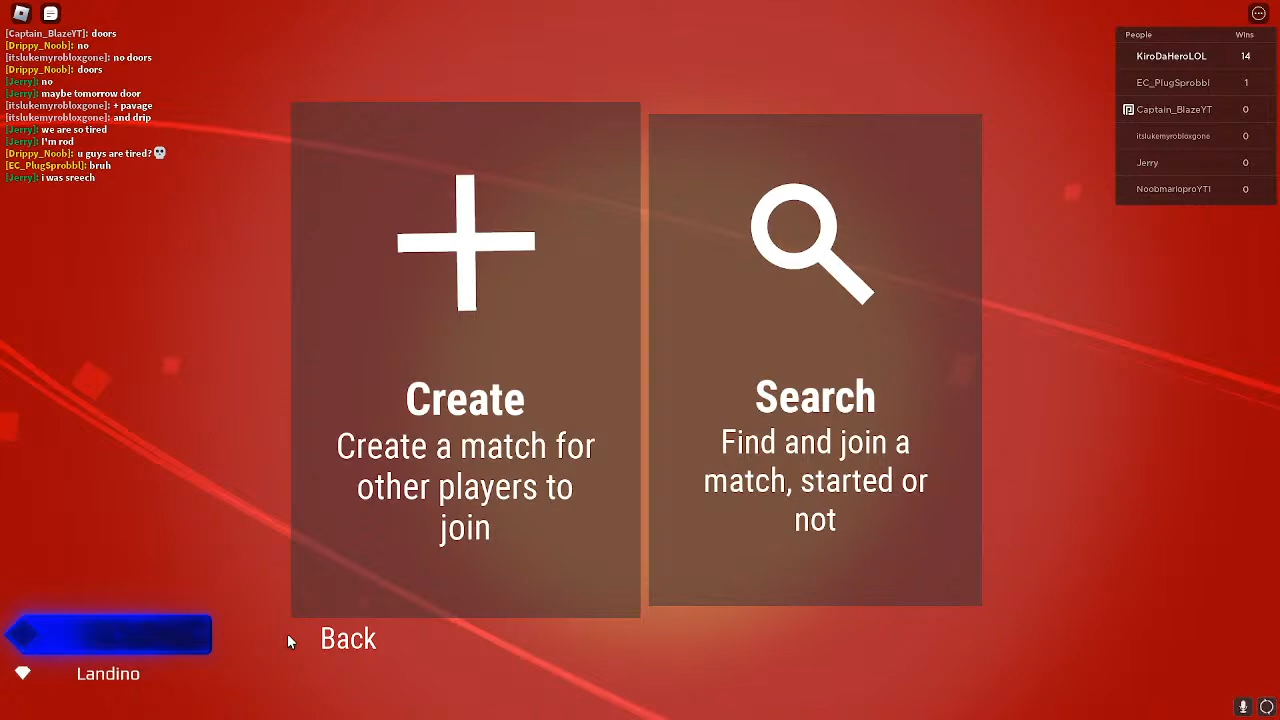 [Captain_BlazeYT]: doors
[Drippy_Noob]: no
[itslukemyrobloxgone]: no doors
[Drippy_Noob]: doors
[Jerry]: no
[Jerry]: maybe tomorrow door
[itslukemyrobloxgone]: + pavage
[itslukemyrobloxgone]: and drip
[Jerry]: we are so tired
[Jerry]: I'm rod
[Drippy_Noob]: u guys are tired?💀
[EC_PlugSprobbl]: bruh
[Jerry]: i was sreech
People Wins
KiroDaHeroLOL 14
EC_PlugSprobbl 1
Captain_BlazeYT 0
itslukemyrobloxgone 0
Jerry 0
NoobmarioproYT1 0
Create
Create a match for
other players to
join
Search
Find and join a
match, started or
not
Back
Landino